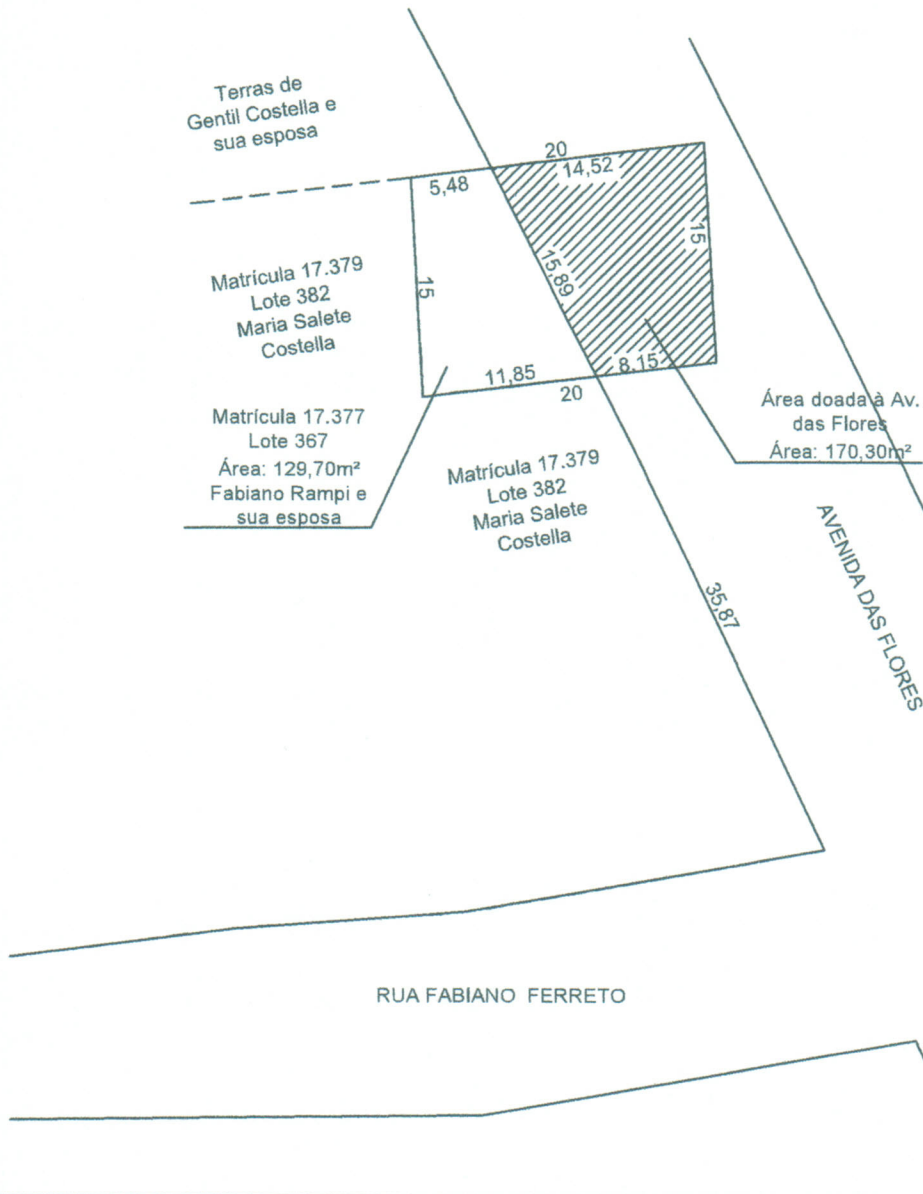 Terras de
Gentil Costella e
sua esposa
20
14,52
5,48
15
15,89
15
Matrícula 17.379
Lote 382
Maria Salete
Costella
11,85
8,15
20
Matrícula 17.377
Lote 367
Área: 129,70m²
Fabiano Rampi e
sua esposa
Área doada à Av.
das Flores
Área: 170,30m²
Matrícula 17.379
Lote 382
Maria Salete
Costella
35,87
AVENIDA DAS FLORES
RUA FABIANO FERRETO